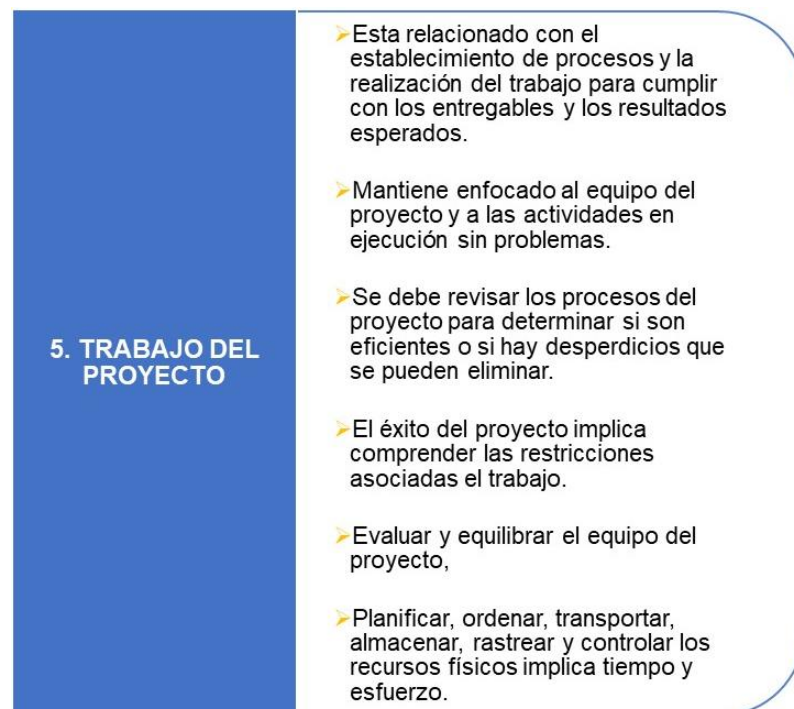 5. TRABAJO DEL
PROYECTO
➢Esta relacionado con el
establecimiento de procesos y la
realización del trabajo para cumplir
con los entregables y los resultados
esperados.
➢Mantiene enfocado al equipo del
proyecto y a las actividades en
ejecución sin problemas.
➢Se debe revisar los procesos del
proyecto para determinar si son
eficientes o si hay desperdicios que
se pueden eliminar.
➢El éxito del proyecto implica
comprender las restricciones
asociadas el trabajo.
➢Evaluar y equilibrar el equipo del
proyecto,
➢Planificar, ordenar, transportar,
almacenar, rastrear y controlar los
recursos físicos implica tiempo y
esfuerzo.